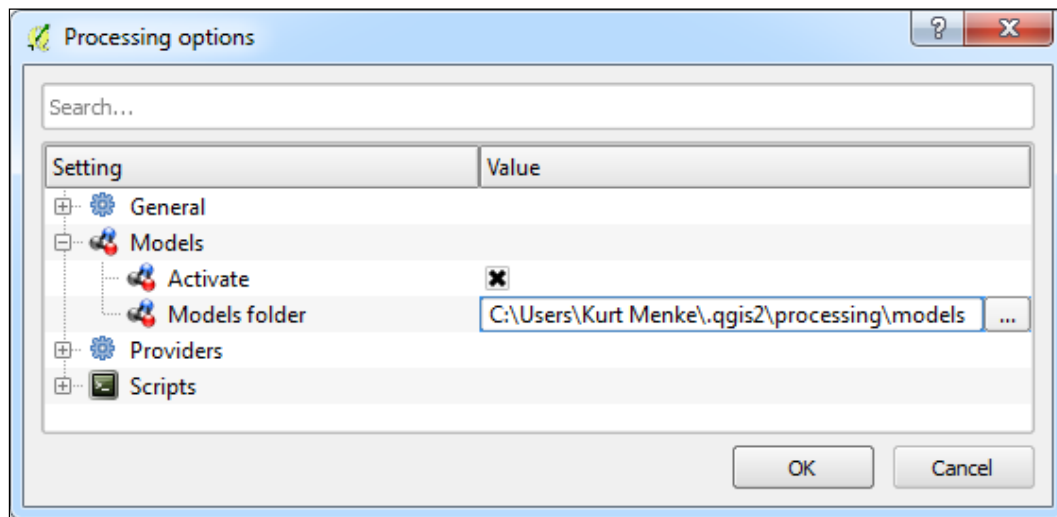 Processing options
?
Search...
Setting Value
General
Models
Activate
Models folder C:\Users\Kurt Menke\.qgis2\processing\models ...
Providers
Scripts
OK Cancel